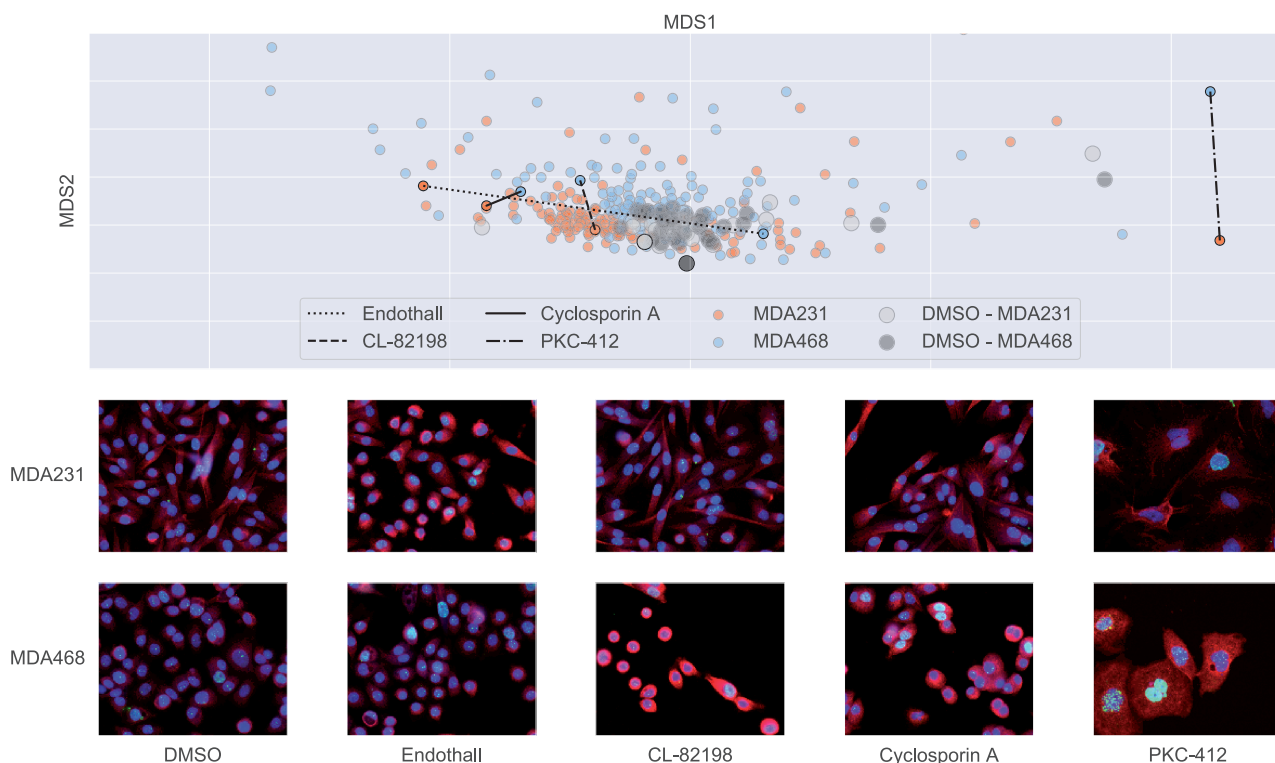 MDS1
MDS2
Endothall
Cyclosporin A
MDA231
DMSO - MDA231
CL-82198
PKC-412
MDA468
DMSO - MDA468
MDA231
MDA468
DMSO
Endothall
CL-82198
Cyclosporin A
PKC-412